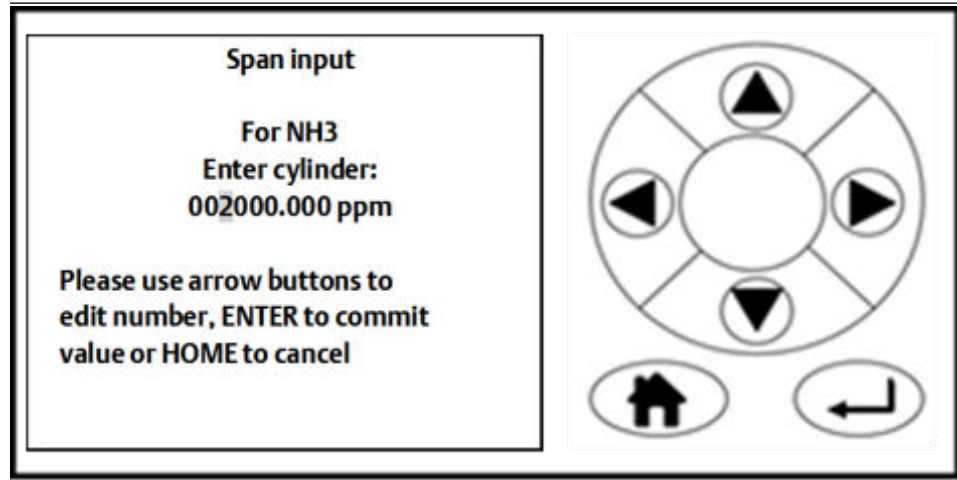 Span input
For NH3
Enter cylinder:
002000.000 ppm
Please use arrow buttons to
edit number, ENTER to commit
value or HOME to cancel